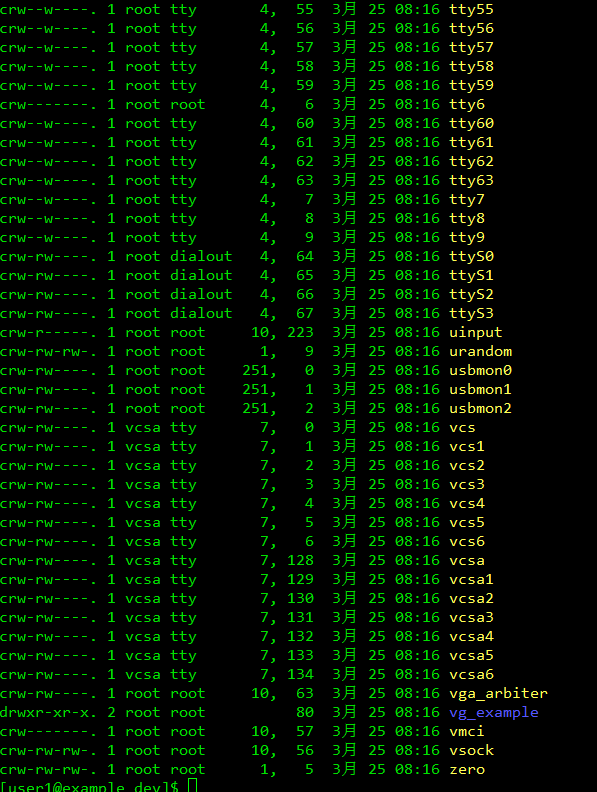 crw--w----. 1 root tty       4,  55  3月 25 08:16 tty55
crw--w----. 1 root tty       4,  56  3月 25 08:16 tty56
crw--w----. 1 root tty       4,  57  3月 25 08:16 tty57
crw--w----. 1 root tty       4,  58  3月 25 08:16 tty58
crw--w----. 1 root tty       4,  59  3月 25 08:16 tty59
crw-------. 1 root root      4,   6  3月 25 08:16 tty6
crw--w----. 1 root tty       4,  60  3月 25 08:16 tty60
crw--w----. 1 root tty       4,  61  3月 25 08:16 tty61
crw--w----. 1 root tty       4,  62  3月 25 08:16 tty62
crw--w----. 1 root tty       4,  63  3月 25 08:16 tty63
crw--w----. 1 root tty       4,   7  3月 25 08:16 tty7
crw--w----. 1 root tty       4,   8  3月 25 08:16 tty8
crw--w----. 1 root tty       4,   9  3月 25 08:16 tty9
crw-rw----. 1 root dialout   4,  64  3月 25 08:16 ttyS0
crw-rw----. 1 root dialout   4,  65  3月 25 08:16 ttyS1
crw-rw----. 1 root dialout   4,  66  3月 25 08:16 ttyS2
crw-rw----. 1 root dialout   4,  67  3月 25 08:16 ttyS3
crw-r-----. 1 root root     10, 223  3月 25 08:16 uinput
crw-rw-rw-. 1 root root      1,   9  3月 25 08:16 urandom
crw-rw----. 1 root root    251,   0  3月 25 08:16 usbmon0
crw-rw----. 1 root root    251,   1  3月 25 08:16 usbmon1
crw-rw----. 1 root root    251,   2  3月 25 08:16 usbmon2
crw-rw----. 1 vcsa tty       7,   0  3月 25 08:16 vcs
crw-rw----. 1 vcsa tty       7,   1  3月 25 08:16 vcs1
crw-rw----. 1 vcsa tty       7,   2  3月 25 08:16 vcs2
crw-rw----. 1 vcsa tty       7,   3  3月 25 08:16 vcs3
crw-rw----. 1 vcsa tty       7,   4  3月 25 08:16 vcs4
crw-rw----. 1 vcsa tty       7,   5  3月 25 08:16 vcs5
crw-rw----. 1 vcsa tty       7,   6  3月 25 08:16 vcs6
crw-rw----. 1 vcsa tty       7, 128  3月 25 08:16 vcsa
crw-rw----. 1 vcsa tty       7, 129  3月 25 08:16 vcsa1
crw-rw----. 1 vcsa tty       7, 130  3月 25 08:16 vcsa2
crw-rw----. 1 vcsa tty       7, 131  3月 25 08:16 vcsa3
crw-rw----. 1 vcsa tty       7, 132  3月 25 08:16 vcsa4
crw-rw----. 1 vcsa tty       7, 133  3月 25 08:16 vcsa5
crw-rw----. 1 vcsa tty       7, 134  3月 25 08:16 vcsa6
crw-------. 1 root root     10,  63  3月 25 08:16 vga_arbiter
drwxr-xr-x. 2 root root          80  3月 25 08:16 vg_example
crw-------. 1 root root     10,  57  3月 25 08:16 vmci
crw-rw-rw-. 1 root root     10,  56  3月 25 08:16 vsock
crw-rw-rw-. 1 root root      1,   5  3月 25 08:16 zero
[user1@example dev]$